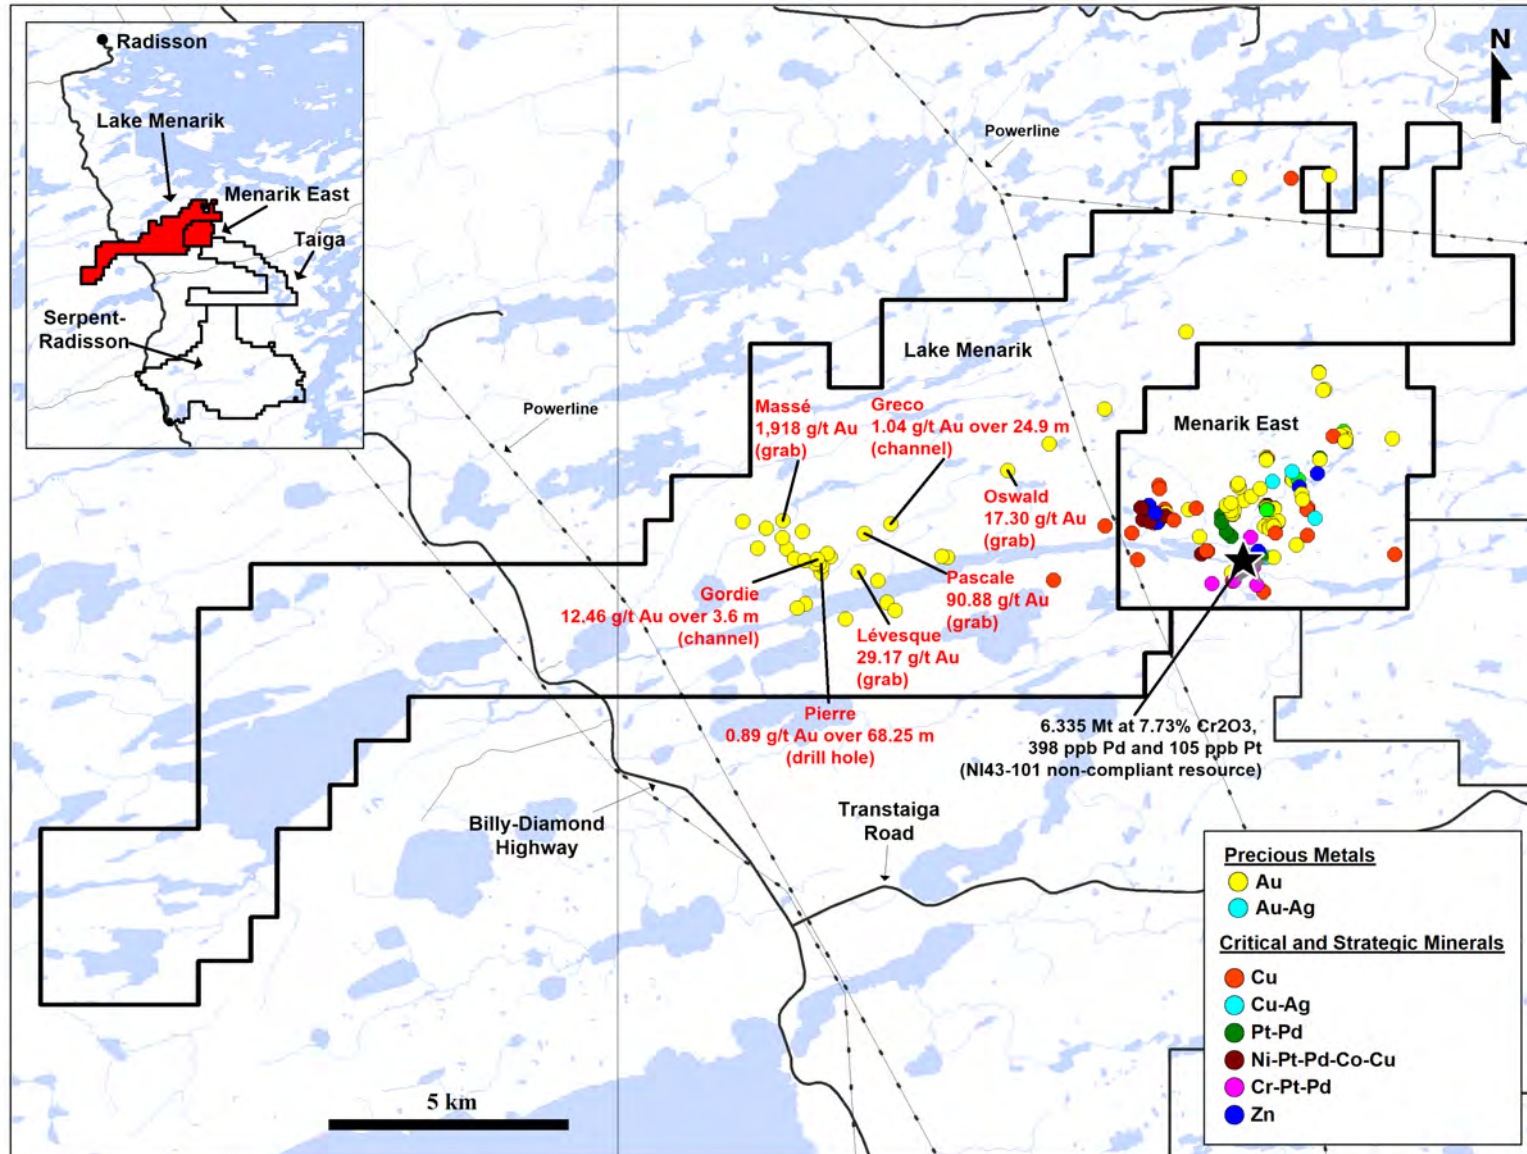 Radisson
Lake Menarik
Menarik East
Taiga
Serpent-
Radisson
N
Powerline
Powerline
Lake Menarik
Menarik East
Massé
1,918 g/t Au
(grab)
Greco
1.04 g/t Au over 24.9 m
(channel)
Oswald
17.30 g/t Au
(grab)
Pascale
90.88 g/t Au
(grab)
Gordie
12.46 g/t Au over 3.6 m
(channel)
Lévesque
29.17 g/t Au
(grab)
Pierre
0.89 g/t Au over 68.25 m
(drill hole)
6.335 Mt at 7.73% Cr2O3,
398 ppb Pd and 105 ppb Pt
(NI43-101 non-compliant resource)
Billy-Diamond
Highway
Transtaiga
Road
5 km
Precious Metals
Au
Au-Ag
Critical and Strategic Minerals
Cu
Cu-Ag
Pt-Pd
Ni-Pt-Pd-Co-Cu
Cr-Pt-Pd
Zn